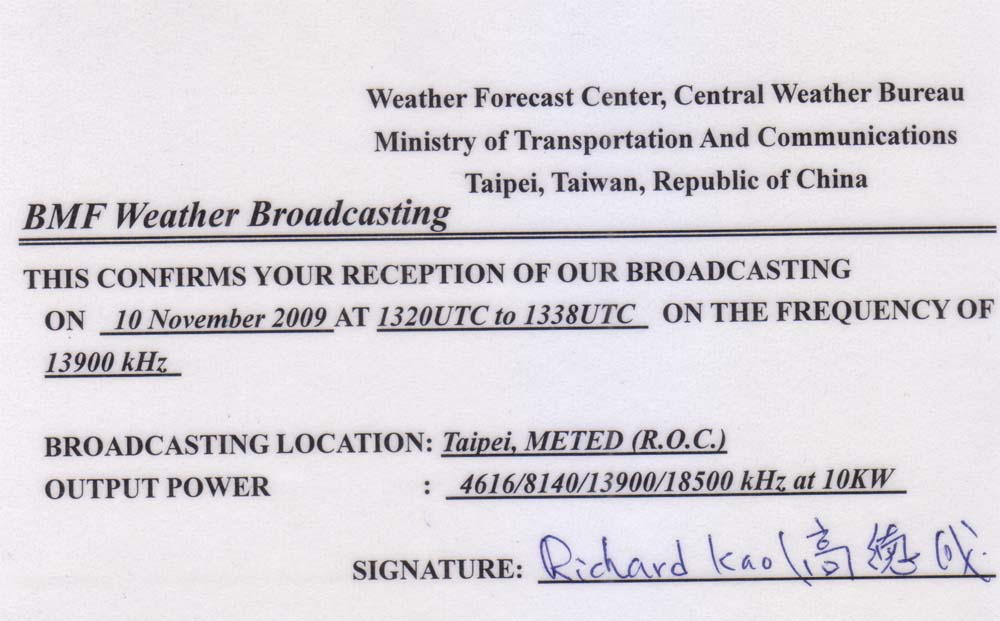 Weather Forecast Center, Central Weather Bureau
Ministry of Transportation And Communications
Taipei, Taiwan, Republic of China
BMF Weather Broadcasting
THIS CONFIRMS YOUR RECEPTION OF OUR BROADCASTING
ON 10 November 2009 AT 1320UTC to 1338UTC ON THE FREQUENCY OF
13900 kHz
BROADCASTING LOCATION: Taipei, METED (R.O.C.)
OUTPUT POWER : 4616/8140/13900/18500 kHz at 10KW
SIGNATURE: Richard Kao 高德